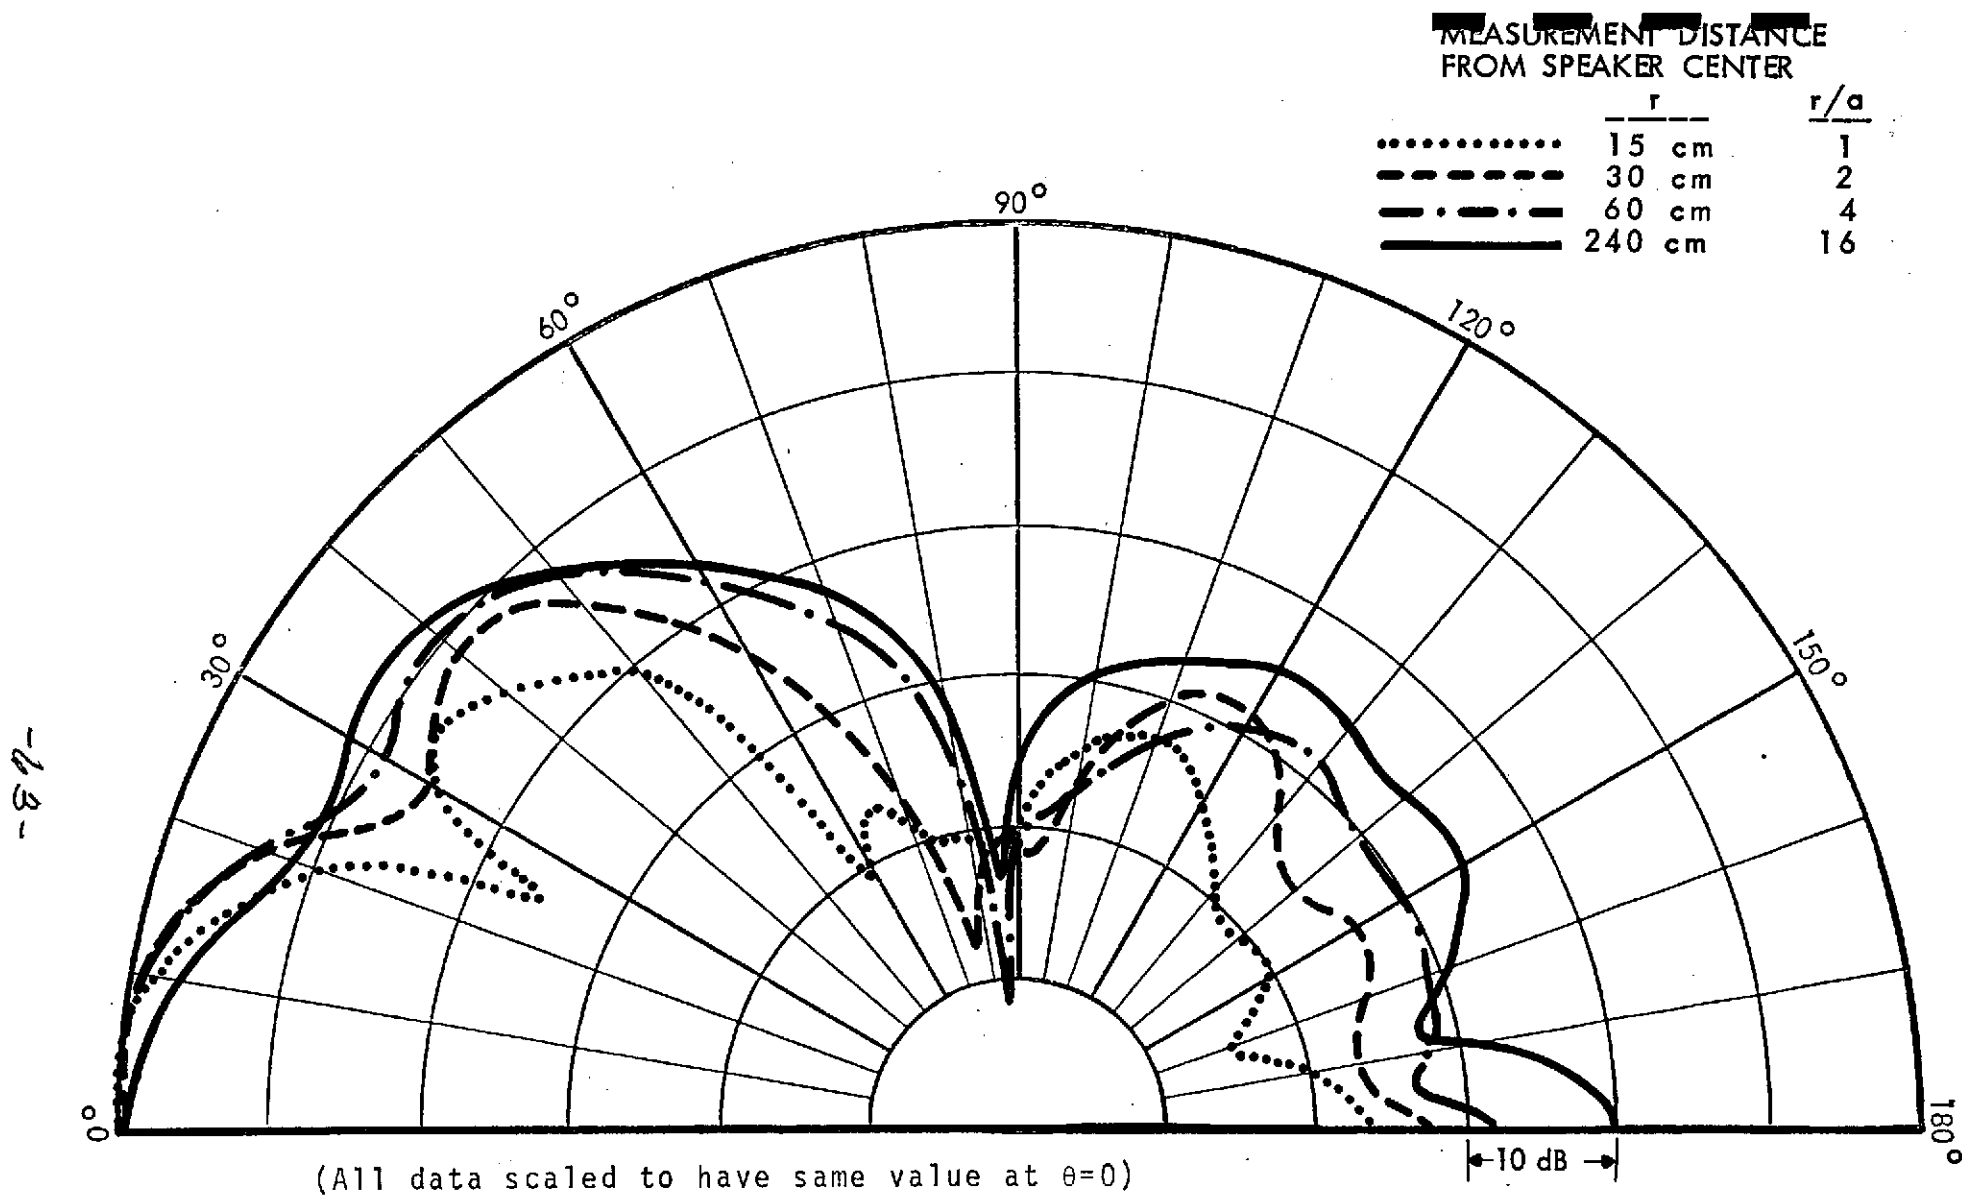 MEASUREMENT DISTANCE
FROM SPEAKER CENTER
r r/a
15 cm 1
30 cm 2
60 cm 4
240 cm 16
90°
60°
120°
30°
150°
0°
180°
10 dB
(All data scaled to have same value at θ=0)